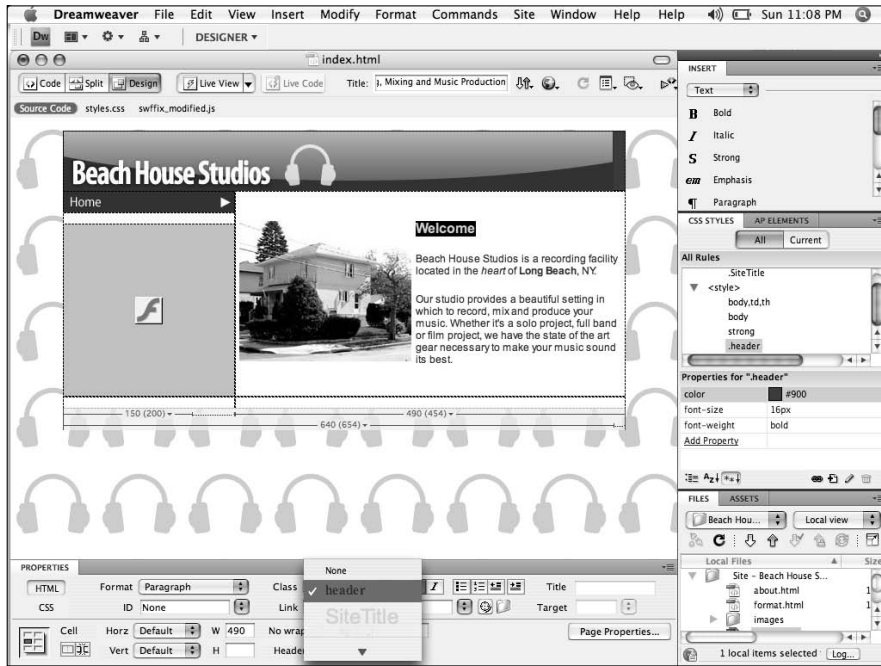 Dreamweaver File Edit View Insert Modify Format Commands Site Window Help Help Sun 11:08 PM
Dw DESIGNER
index.html
Code Split Design Live View Live Code Title: , Mixing and Music Production
Source Code styles.css swffix_modified.js
Beach House Studios
Home
Welcome
Beach House Studios is a recording facility
located in the heart of Long Beach, NY.
Our studio provides a beautiful setting in
which to record, mix and produce your
music. Whether it's a solo project, full band
or film project, we have the state of the art
gear necessary to make your music sound
its best.
150 (200) 490 (454)
640 (654)
INSERT
Text
B Bold
I Italic
S Strong
em Emphasis
¶ Paragraph
CSS STYLES AP ELEMENTS
All Current
All Rules
.SiteTitle
<style>
body,td,th
body
strong
.header
Properties for ".header"
color #900
font-size 16px
font-weight bold
Add Property
FILES ASSETS
Beach Hou... Local view
Local Files Size
Site - Beach House S...
about.html 1
format.html 1
images
1 local items selected Log...
PROPERTIES
HTML Format Paragraph Class I Title
CSS ID None Link Target
None
header
SiteTitle
Cell Horz Default W 490 No wrap Page Properties...
Vert Default H Header